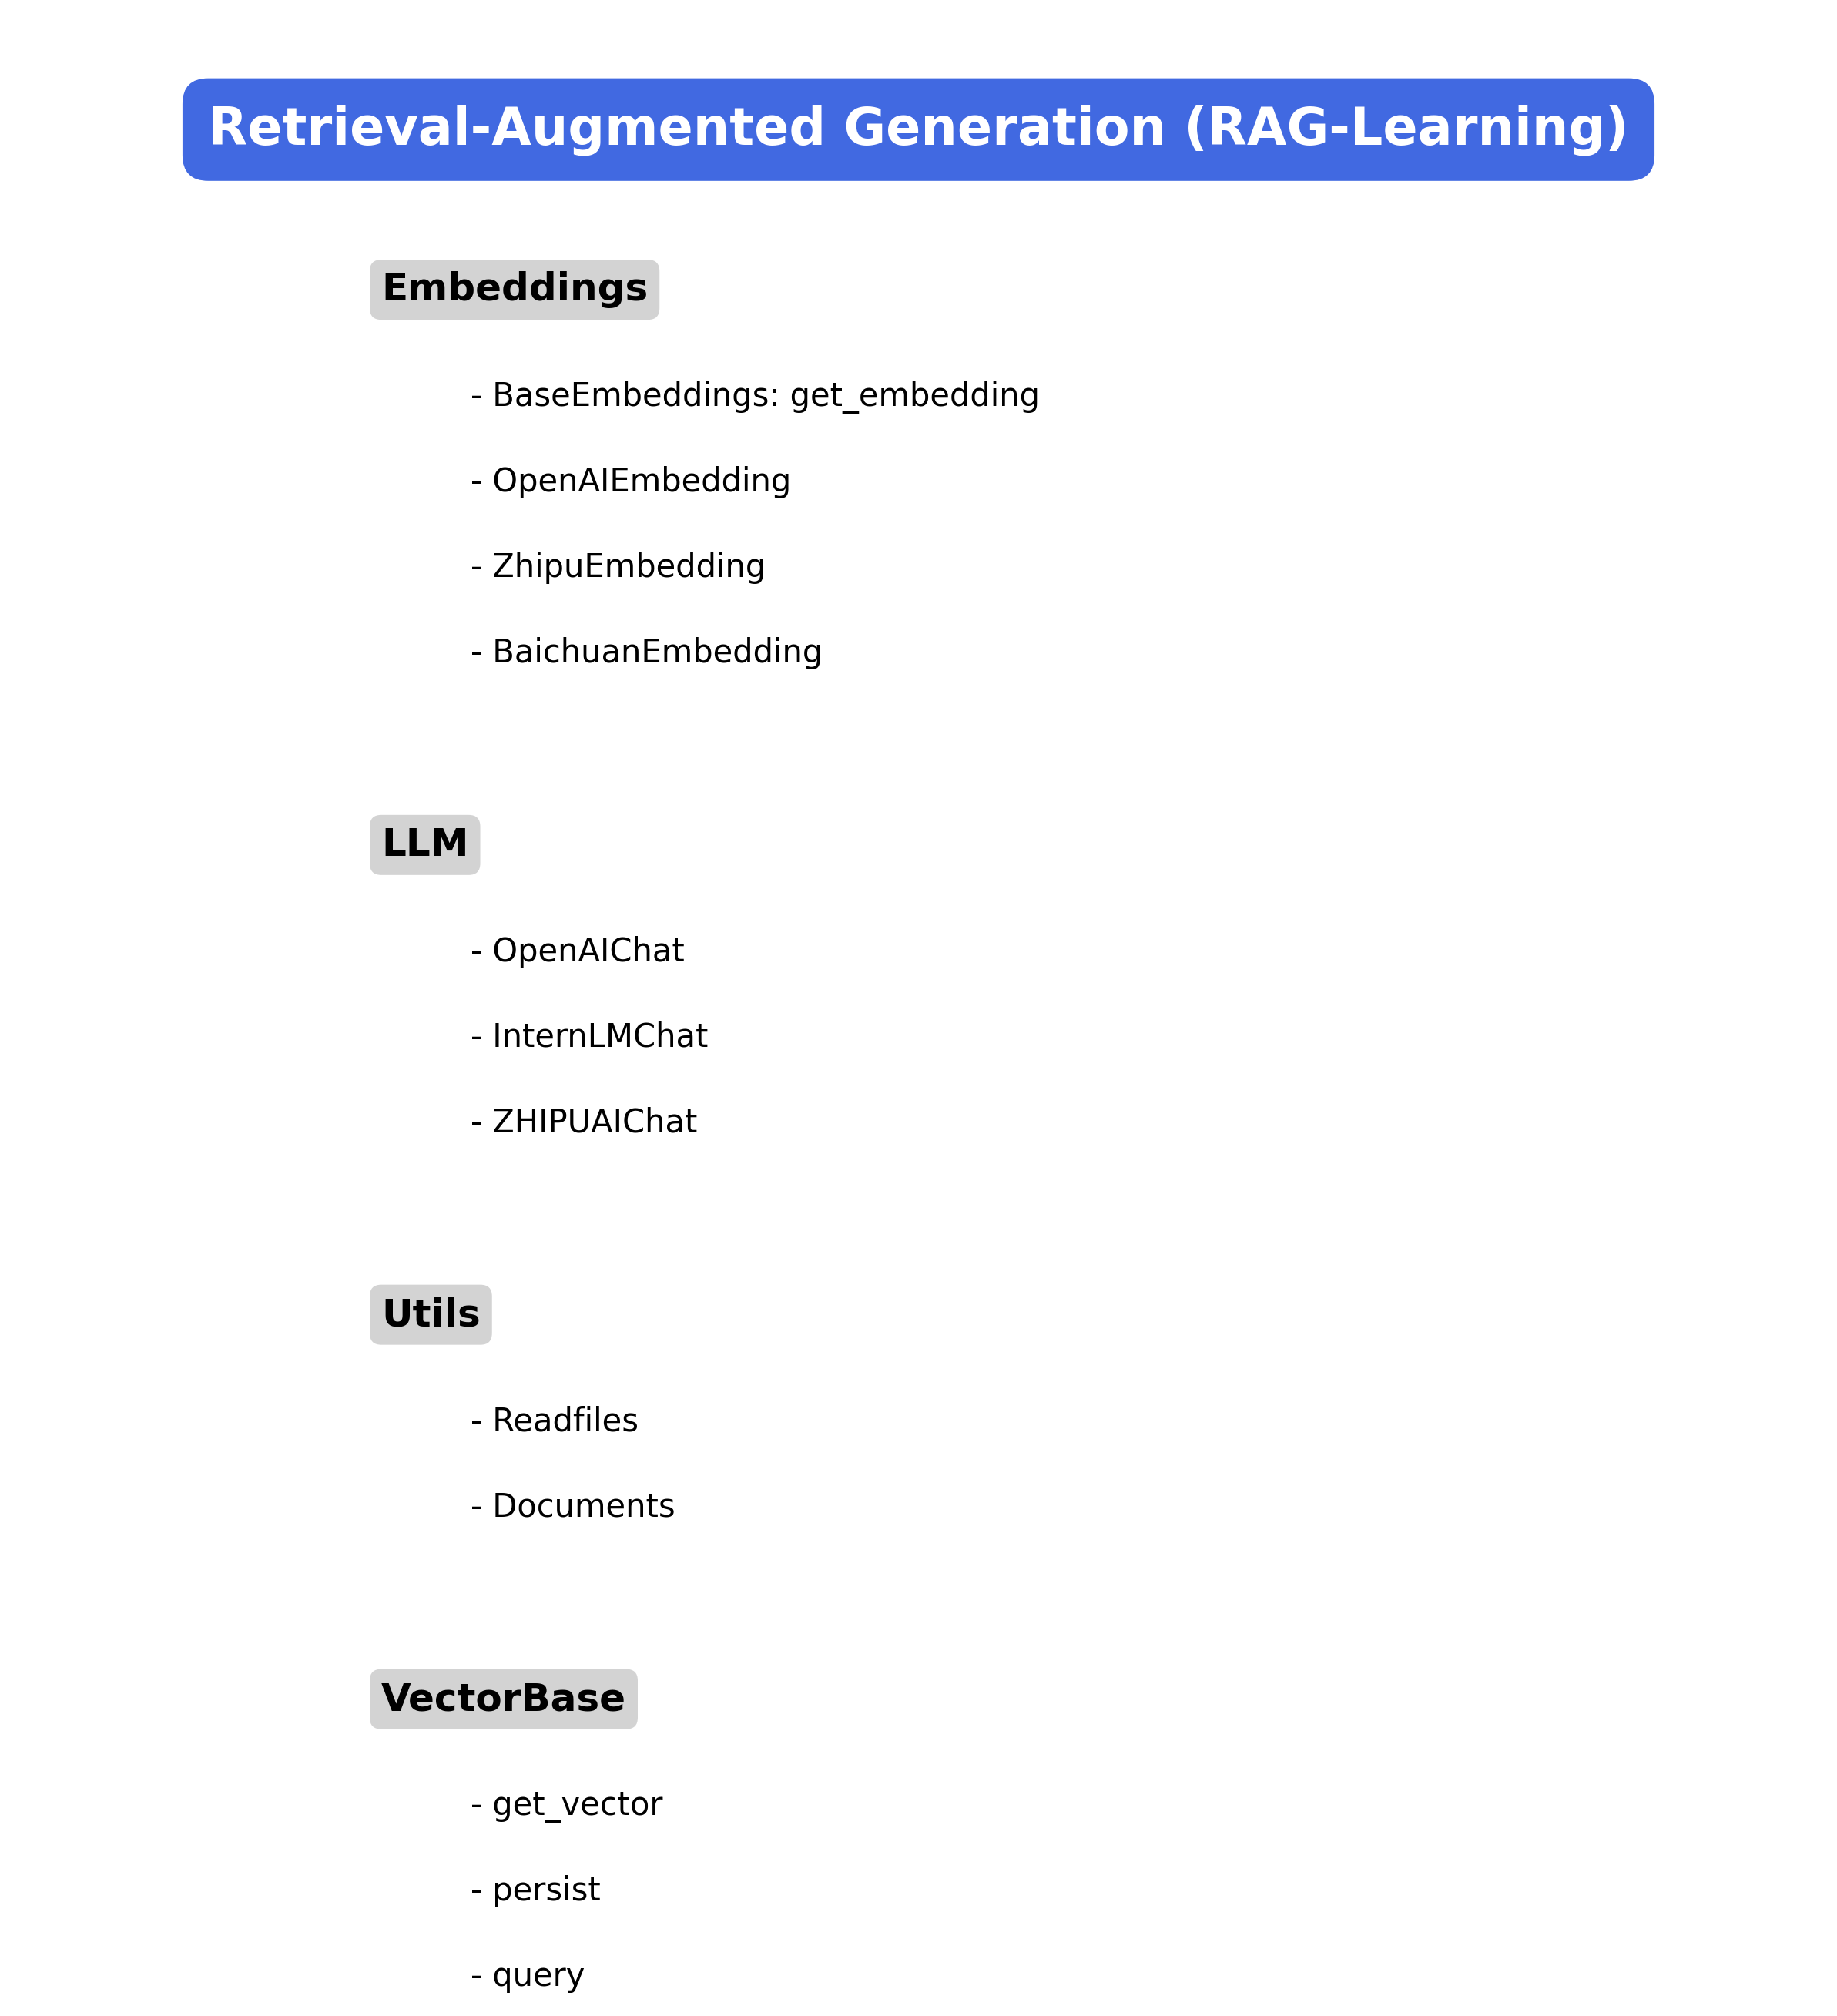 Retrieval-Augmented Generation (RAG-Learning)
Embeddings
- BaseEmbeddings: get_embedding
- OpenAIEmbedding
- ZhipuEmbedding
- BaichuanEmbedding
LLM
- OpenAIChat
- InternLMChat
- ZHIPUAIChat
Utils
- Readfiles
- Documents
VectorBase
- get_vector
- persist
- query